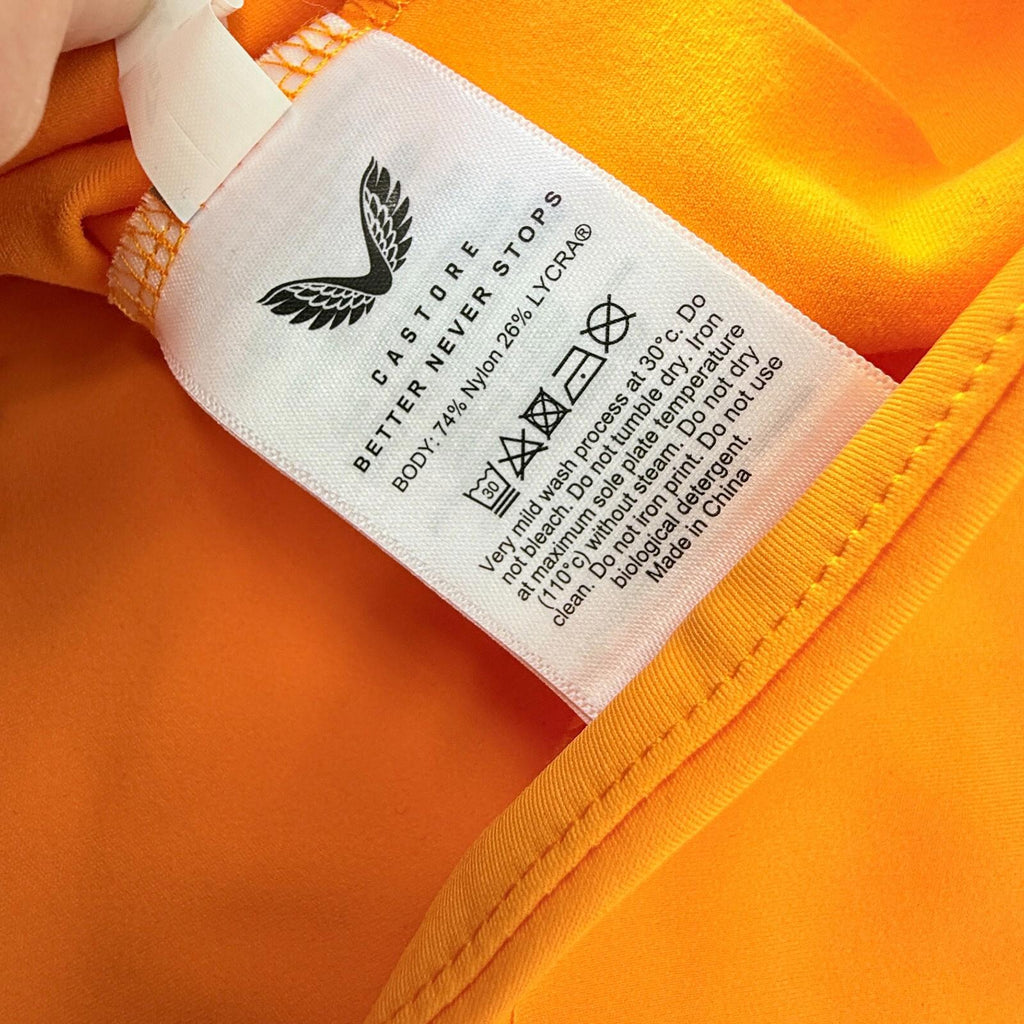 CASTORE
BETTER NEVER STOPS
BODY: 74% Nylon 26% LYCRA®
30
Very mild wash process at 30°c. Do
not bleach. Do not tumble dry. Iron
at maximum sole plate temperature
(110°c) without steam. Do not dry
clean. Do not iron print. Do not use
biological detergent.
Made in China